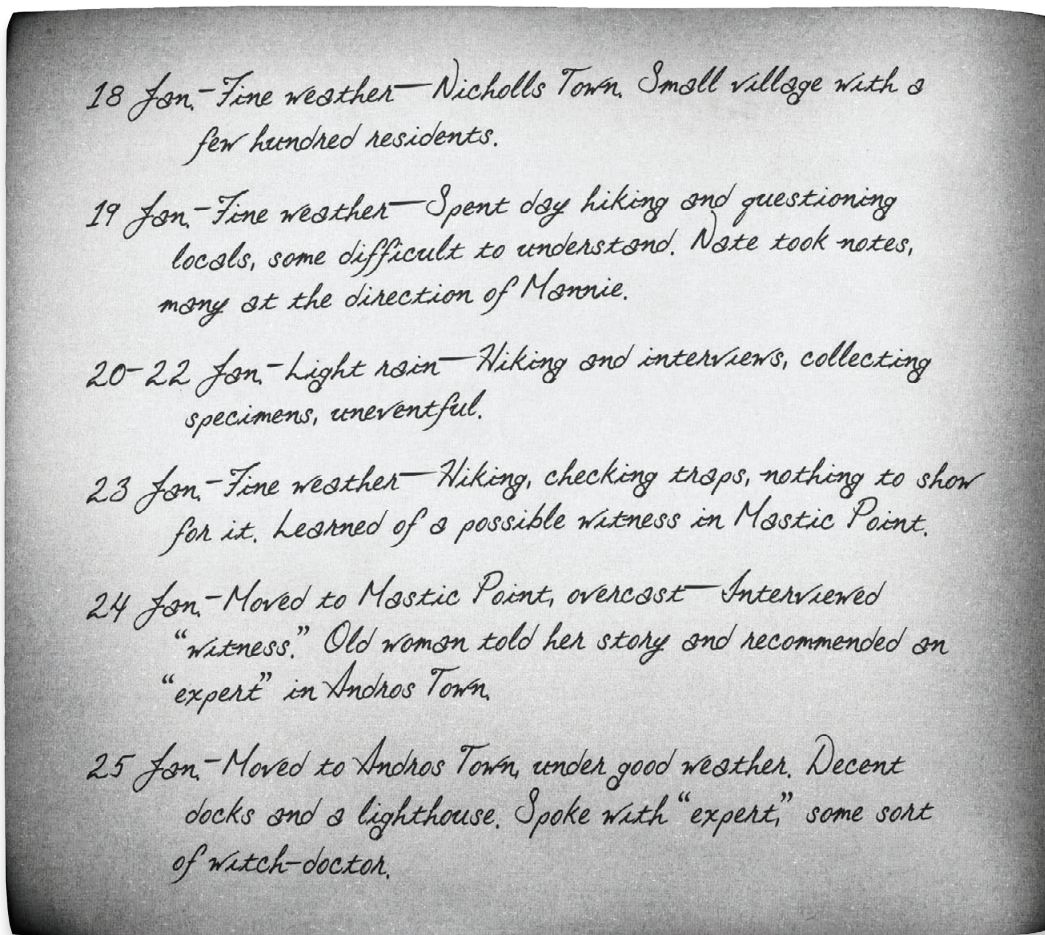 18 Jan.–Fine weather—Nicholls Town. Small village with a
few hundred residents.
19 Jan.–Fine weather—Spent day hiking and questioning
locals, some difficult to understand. Nate took notes,
many at the direction of Mannie.
20–22 Jan.–Light rain—Hiking and interviews, collecting
specimens, uneventful.
23 Jan.–Fine weather—Hiking, checking traps, nothing to show
for it. Learned of a possible witness in Mastic Point.
24 Jan.–Moved to Mastic Point, overcast—Interviewed
“witness.” Old woman told her story and recommended an
“expert” in Andros Town.
25 Jan.–Moved to Andros Town, under good weather. Decent
docks and a lighthouse. Spoke with “expert,” some sort
of witch-doctor.